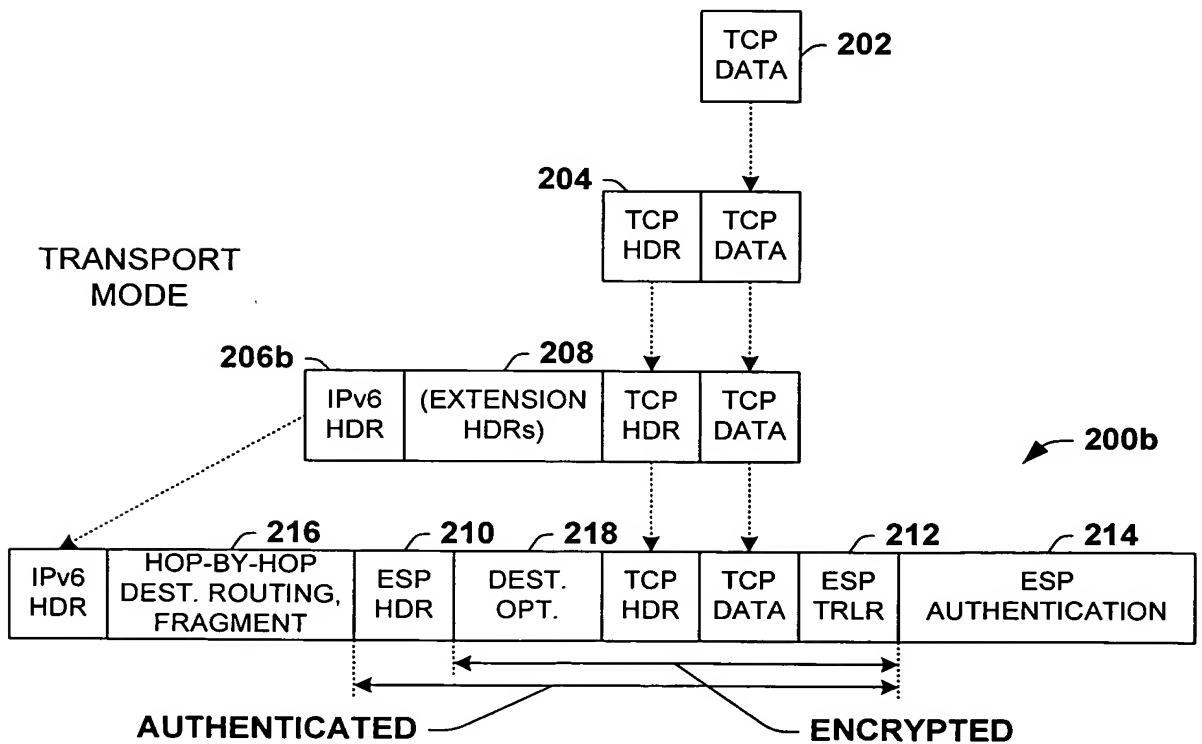 TCP
DATA
202
204
TCP
HDR
TCP
DATA
TRANSPORT
MODE
206b
208
IPv6
HDR
(EXTENSION
HDRs)
TCP
HDR
TCP
DATA
200b
216
210
218
212
214
IPv6
HDR
HOP-BY-HOP
DEST. ROUTING,
FRAGMENT
ESP
HDR
DEST.
OPT.
TCP
HDR
TCP
DATA
ESP
TRLR
ESP
AUTHENTICATION
AUTHENTICATED
ENCRYPTED